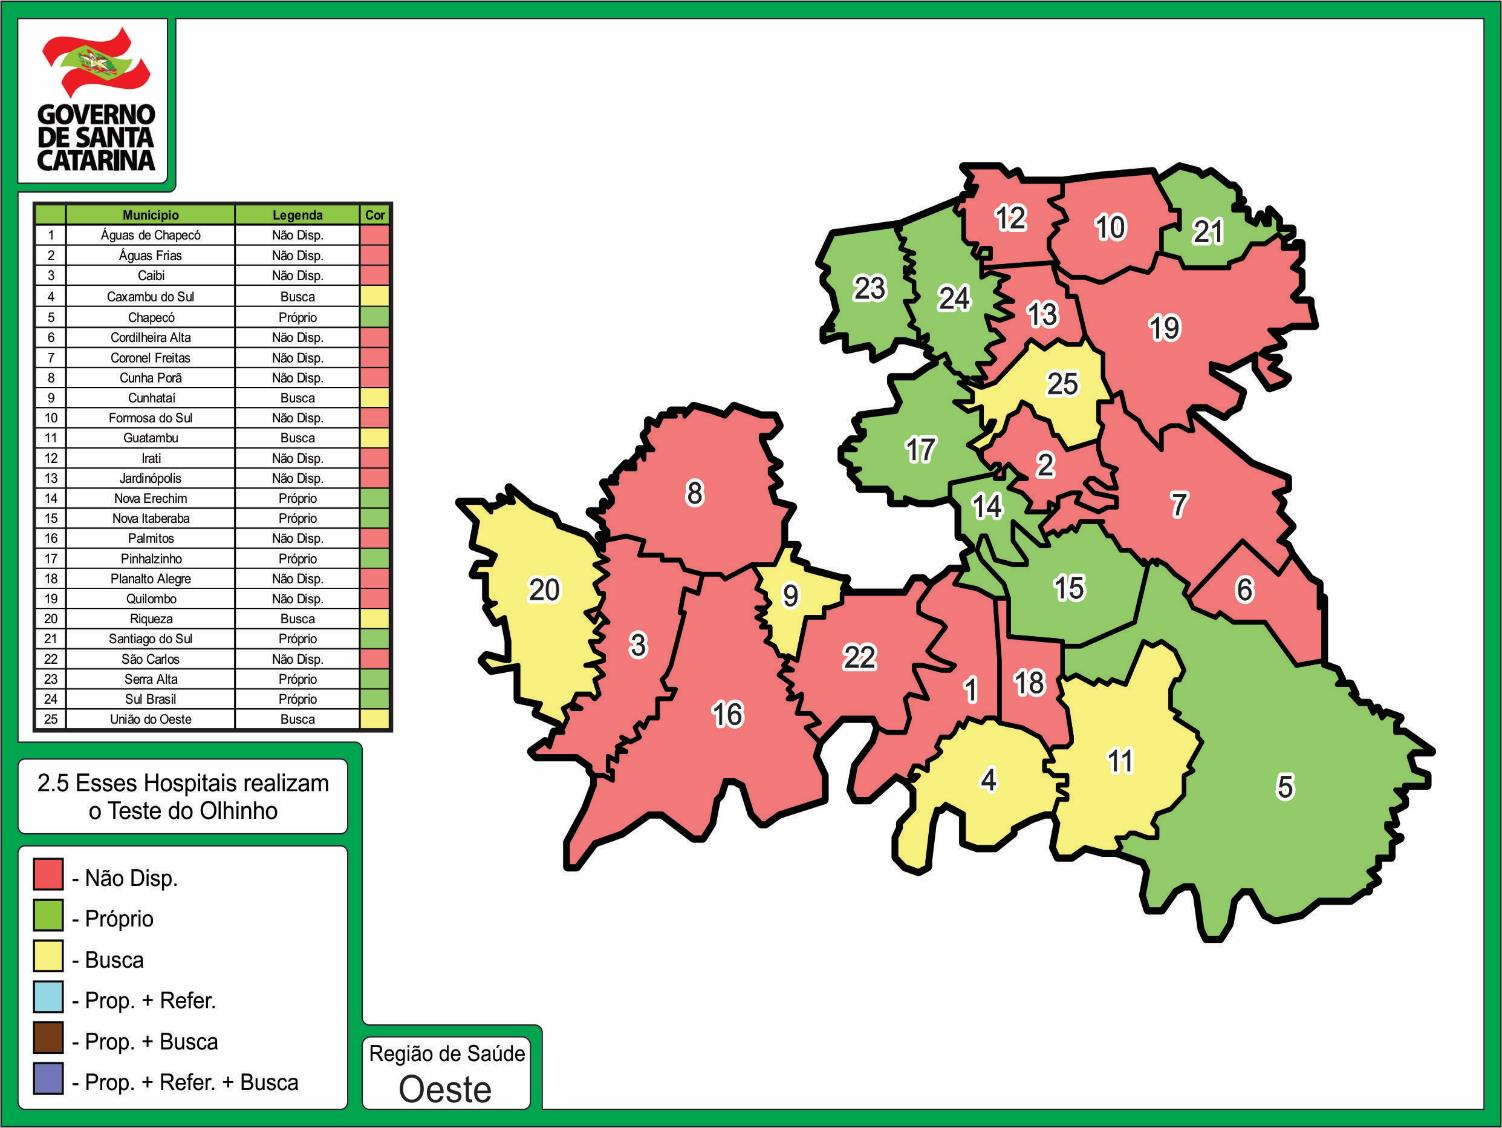 GOVERNO
DE SANTA
CATARINA
Município Legenda Cor
1 Águas de Chapecó Não Disp.
2 Águas Frias Não Disp.
3 Caibi Não Disp.
4 Caxambu do Sul Busca
5 Chapecó Próprio
6 Cordilheira Alta Não Disp.
7 Coronel Freitas Não Disp.
8 Cunha Porã Não Disp.
9 Cunhataí Busca
10 Formosa do Sul Não Disp.
11 Guatambu Busca
12 Irati Não Disp.
13 Jardinópolis Não Disp.
14 Nova Erechim Próprio
15 Nova Itaberaba Próprio
16 Palmitos Não Disp.
17 Pinhalzinho Próprio
18 Planalto Alegre Não Disp.
19 Quilombo Não Disp.
20 Riqueza Busca
21 Santiago do Sul Próprio
22 São Carlos Não Disp.
23 Serra Alta Próprio
24 Sul Brasil Próprio
25 União do Oeste Busca
2.5 Esses Hospitais realizam
o Teste do Olhinho
- Não Disp.
- Próprio
- Busca
- Prop. + Refer.
- Prop. + Busca
- Prop. + Refer. + Busca
Região de Saúde
Oeste
12
10
21
23
24
13
19
25
17
2
8
14
7
20
9
15
6
3
22
1
18
16
4
11
5